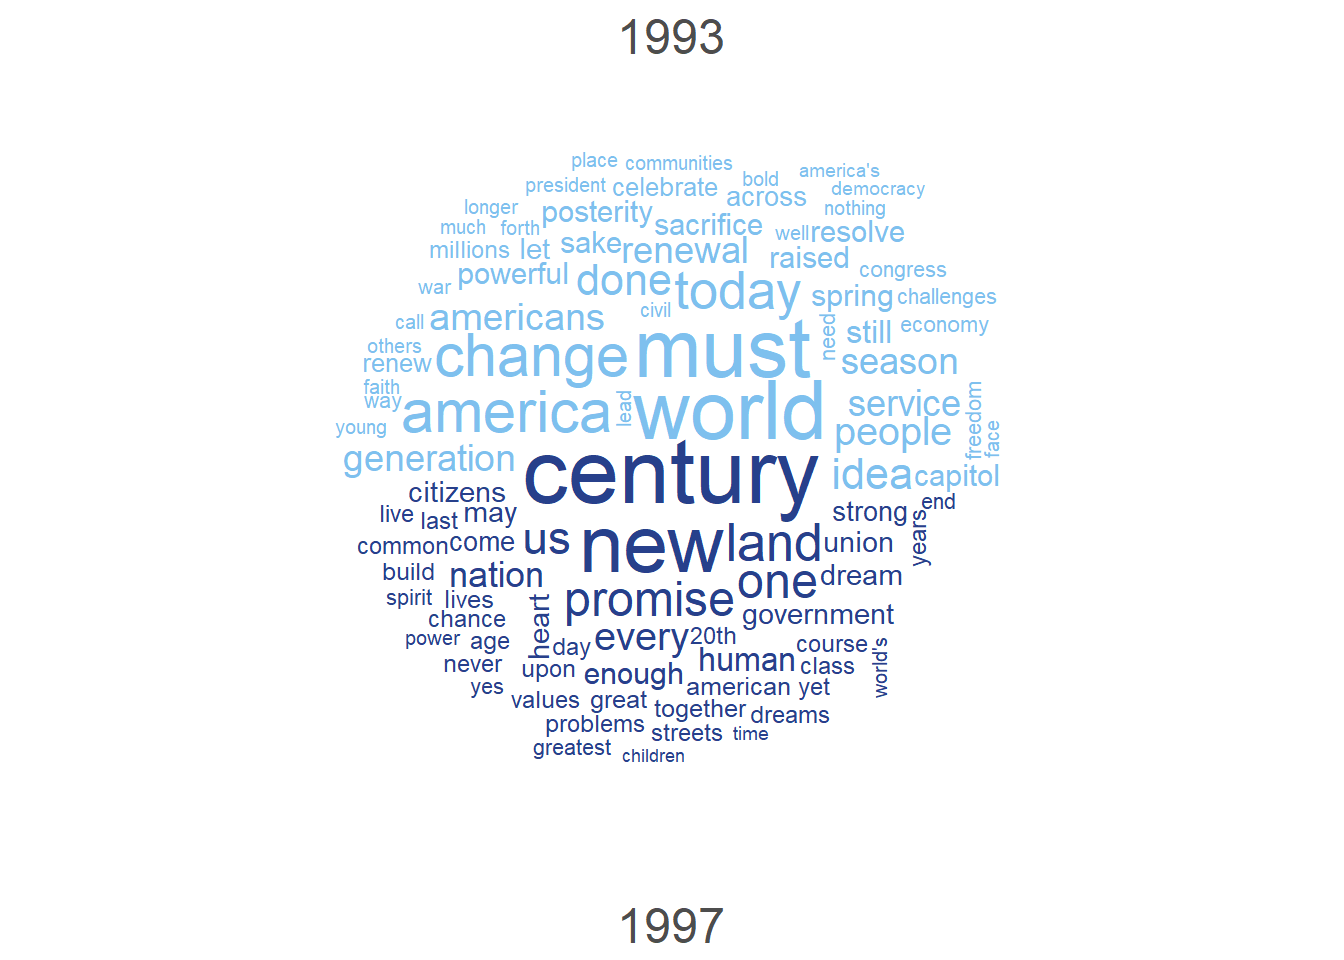 1993
place communities america's
president celebrate bold democracy
longer posterity across nothing
much forth sacrifice well resolve
millions let sake renewal raised
war powerful done today congress
call americans civil spring challenges
others change must need still economy
renew season
faith america lead world service freedom
way
young people face
generation century idea capitol
citizens
live last may strong end
common come us new land union years
build nation one dream
spirit lives promise government
chance heart
power age day every 20th course world's
never upon enough human class
yes values great american yet
problems together dreams
greatest streets time
children
1997